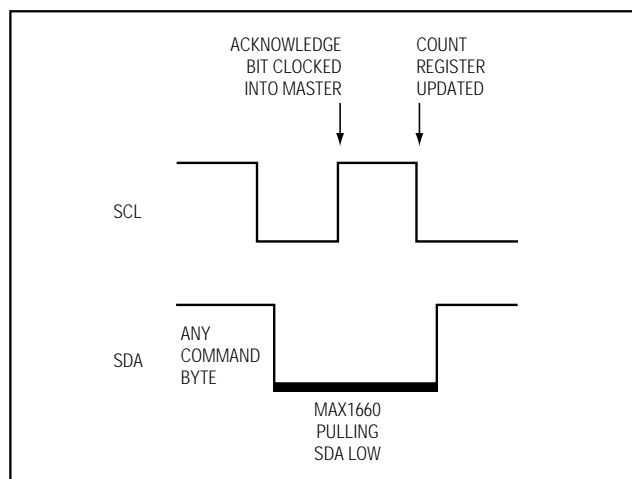 ACKNOWLEDGE
BIT CLOCKED
INTO MASTER
COUNT
REGISTER
UPDATED
SCL
SDA
ANY
COMMAND
BYTE
MAX1660
PULLING
SDA LOW